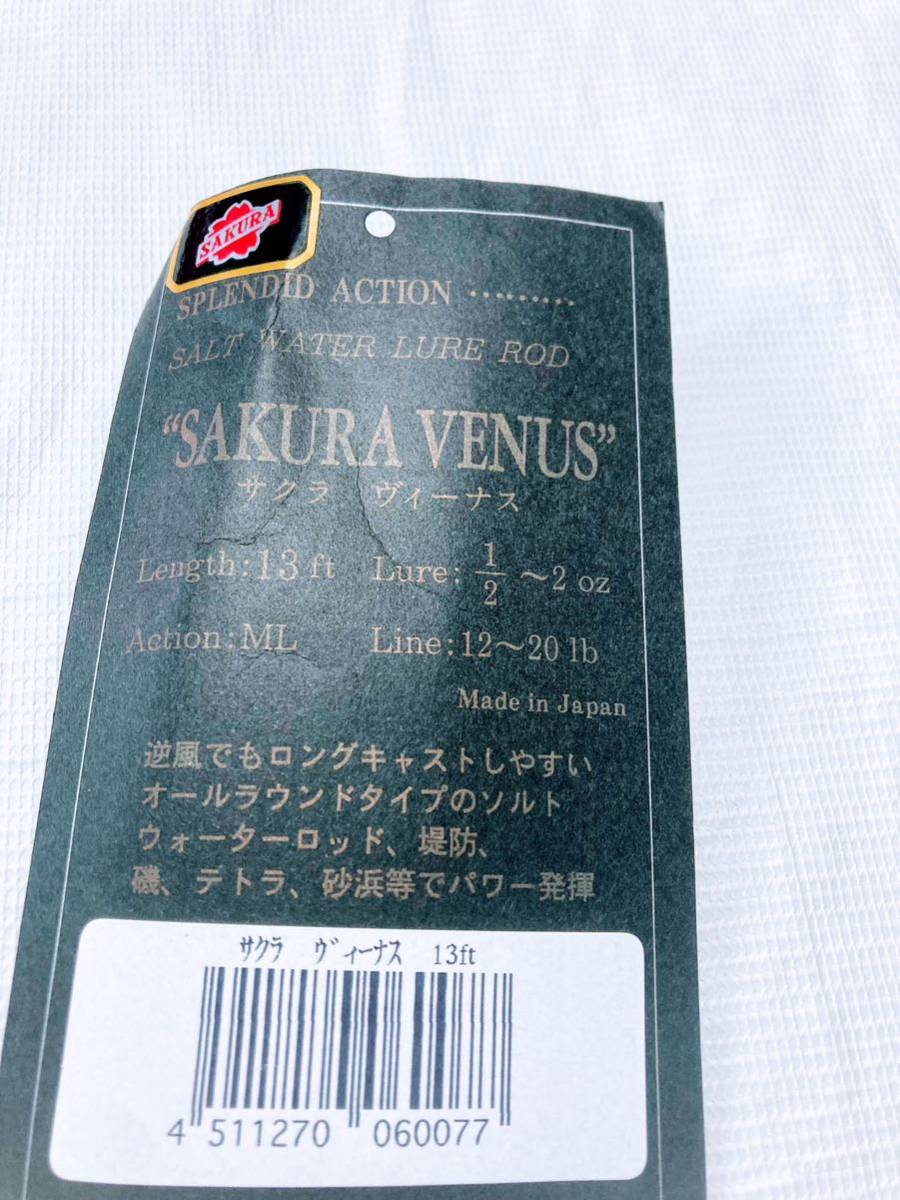 SAKURA
SPLENDID ACTION ………
SALT WATER LURE ROD
“SAKURA VENUS”
サクラ ヴィーナス
Length:13 ft Lure: 1/2 ～2 oz
Action:ML Line:12～20 lb
Made in Japan
逆風でもロングキャストしやすい
オールラウンドタイプのソルト
ウォーターロッド、堤防、
磯、テトラ、砂浜等でパワー発揮
サクラ ヴィーナス 13ft
4 511270 060077